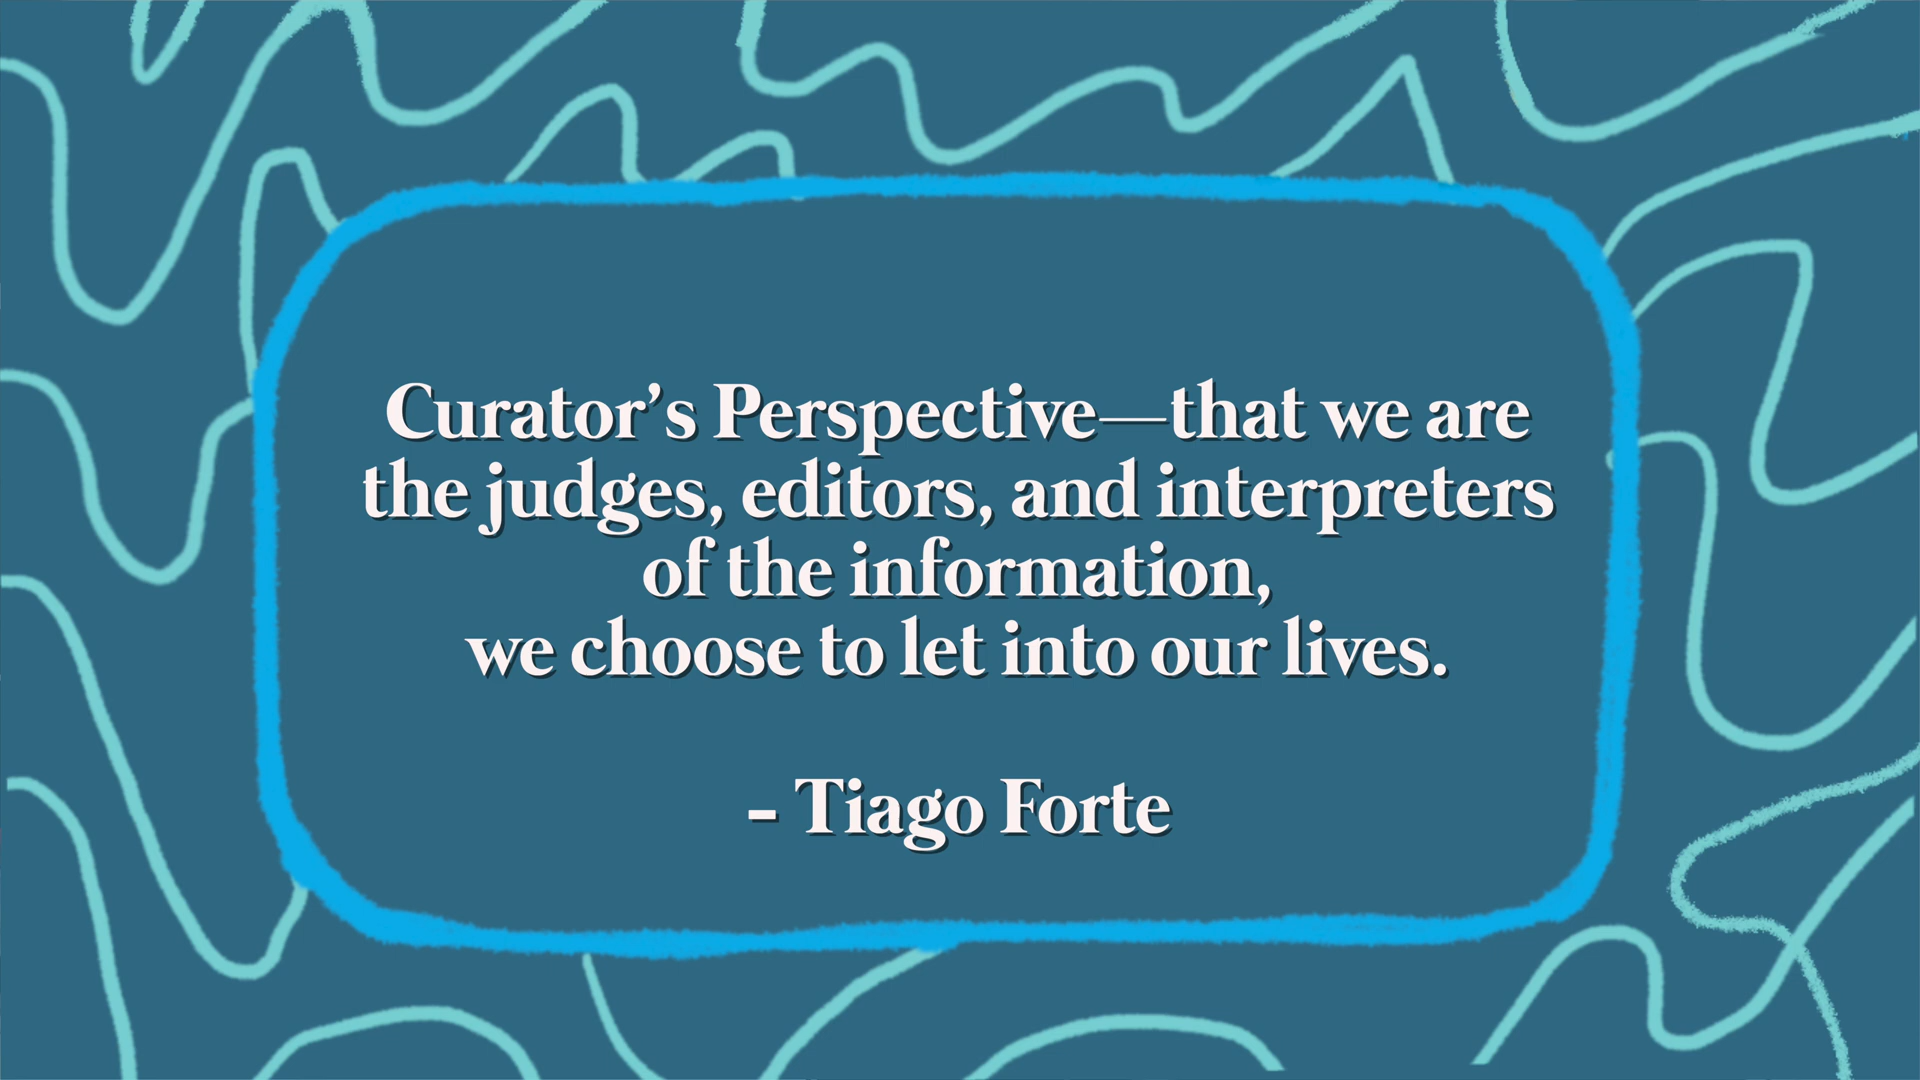 Curator’s Perspective—that we are
the judges, editors, and interpreters
of the information,
we choose to let into our lives.
- Tiago Forte